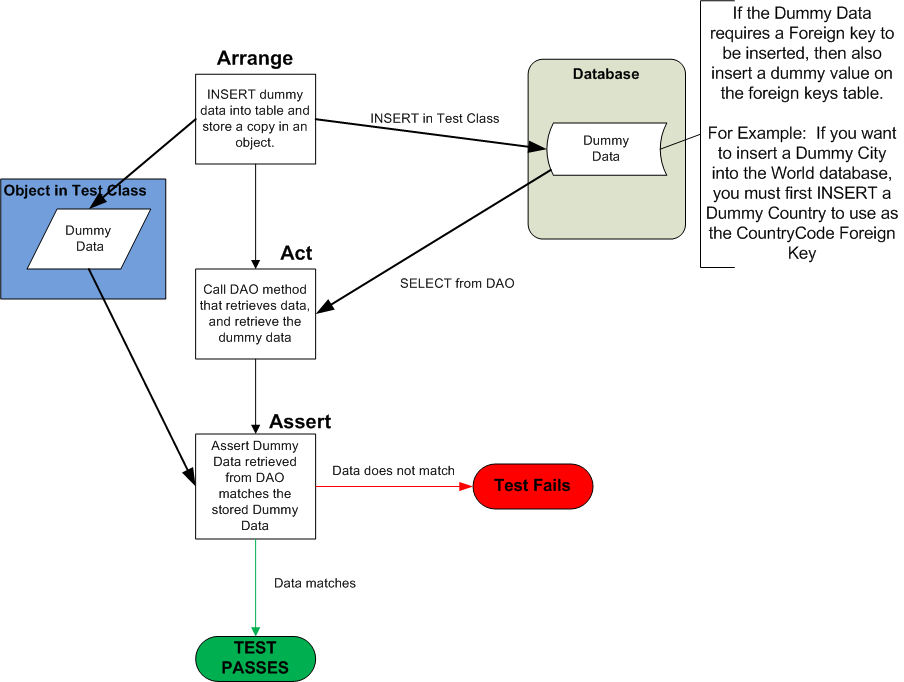 Arrange
INSERT dummy
data into table and
store a copy in an
object.
INSERT in Test Class
Database
Dummy
Data
If the Dummy Data
requires a Foreign key to
be inserted, then also
insert a dummy value on
the foreign keys table.
For Example:  If you want
to insert a Dummy City
into the World database,
you must first INSERT a
Dummy Country to use as
the CountryCode Foreign
Key
Object in Test Class
Dummy
Data
Act
Call DAO method
that retrieves data,
and retrieve the
dummy data
SELECT from DAO
Assert
Assert Dummy
Data retrieved
from DAO
matches the
stored Dummy
Data
Data does not match
Test Fails
Data matches
TEST
PASSES